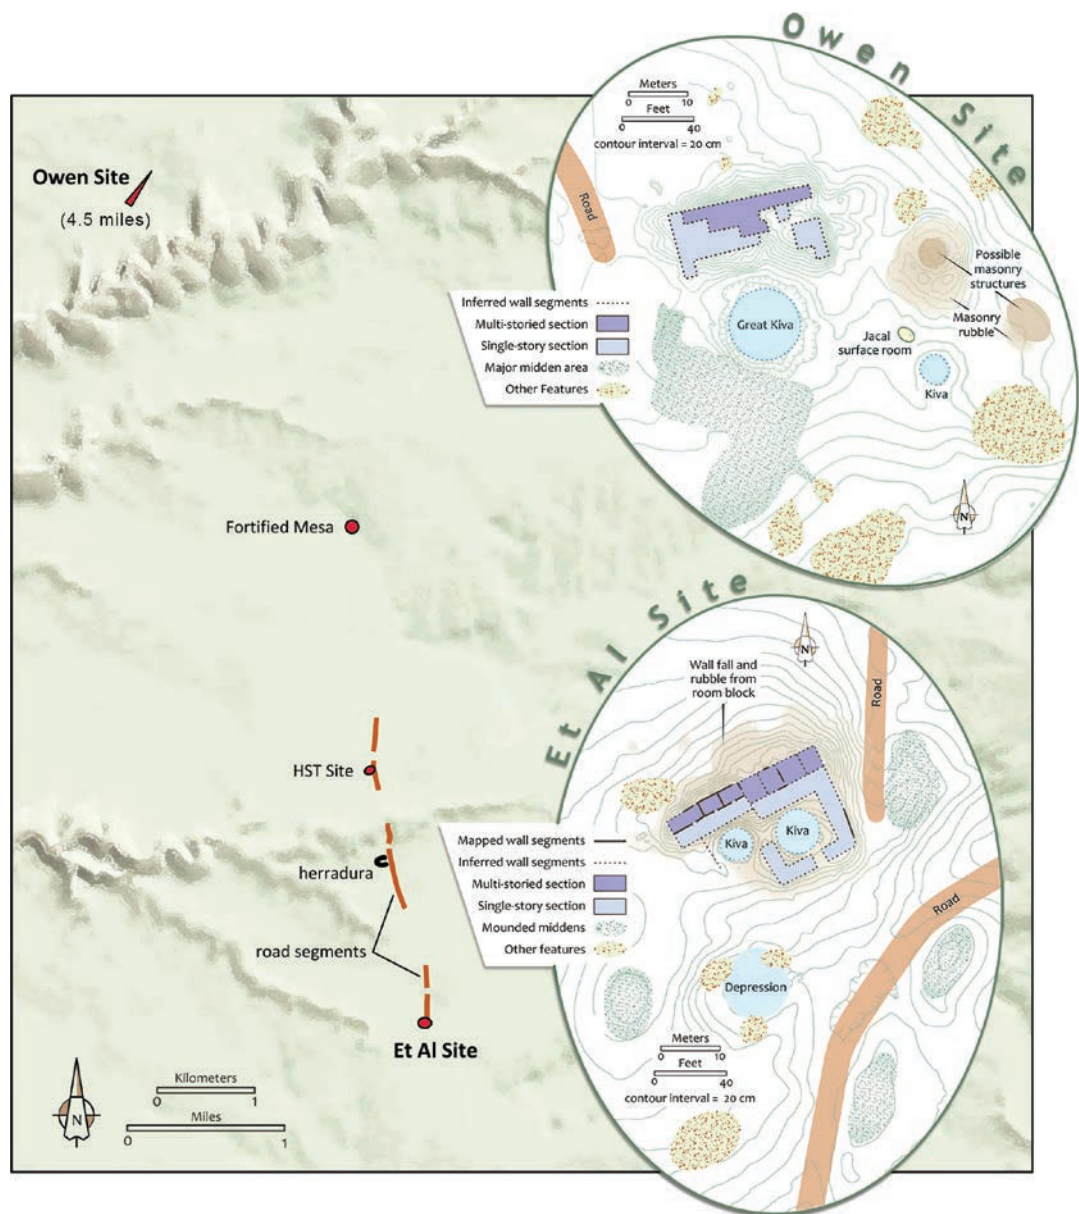 Owen Site
Meters
0 10
Feet
0 40
contour interval = 20 cm
Road
Possible
masonry
structures
Masonry
rubble
Great Kiva
Jacal
surface room
Kiva
N
Inferred wall segments
Multi-storied section
Single-story section
Major midden area
Other Features
Owen Site
(4.5 miles)
Fortified Mesa
HST Site
herradura
road segments
Et Al Site
Kilometers
0 1
Miles
0 1
N
Et Al Site
N
Wall fall and
rubble from
room block
Road
Kiva
Kiva
Road
Depression
Mapped wall segments
Inferred wall segments
Multi-storied section
Single-story section
Mounded middens
Other features
Meters
0 10
Feet
0 40
contour interval = 20 cm